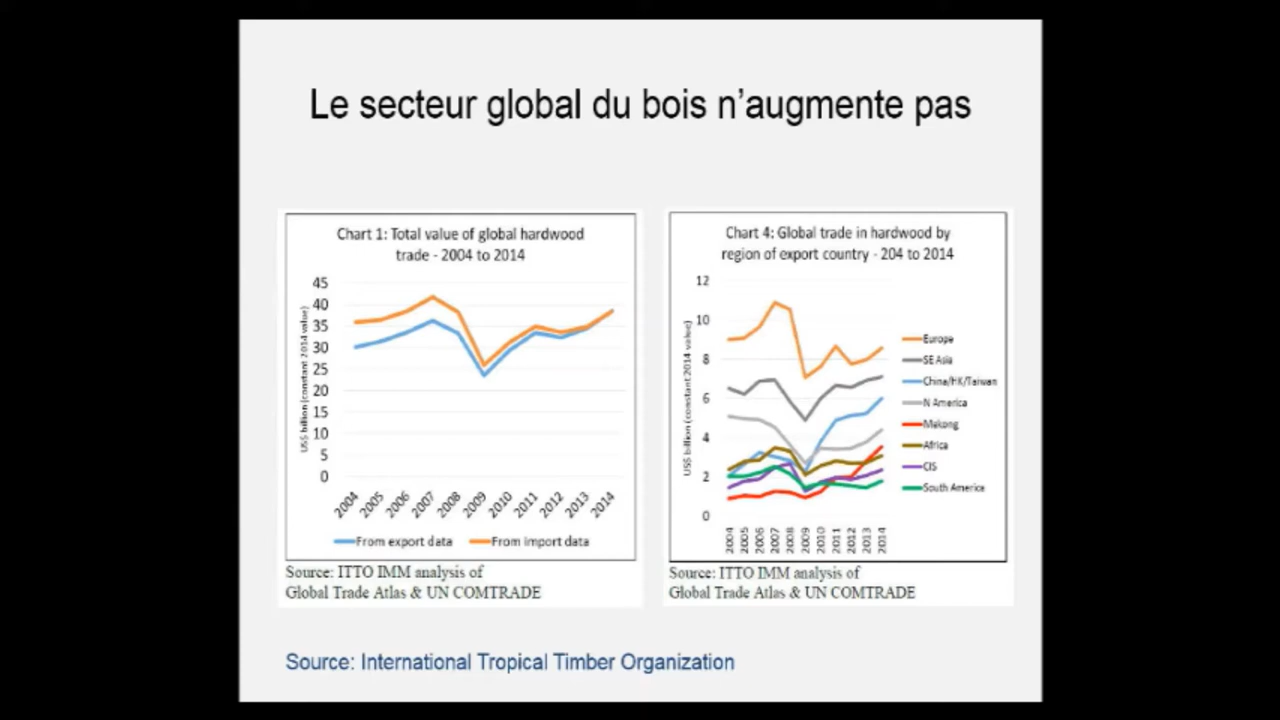 Le secteur global du bois n'augmente pas
Chart 1: Total value of global hardwood
trade - 2004 to 2014
US$ billion (constant 2014 value)
45
40
35
30
25
20
15
10
5
0
2004 2005 2006 2007 2008 2009 2010 2011 2012 2013 2014
From export data From import data
Source: ITTO IMM analysis of
Global Trade Atlas & UN COMTRADE
Chart 4: Global trade in hardwood by
region of export country - 204 to 2014
US$ billion (constant 2014 value)
12
10
8
6
4
2
0
2004 2005 2006 2007 2008 2009 2010 2011 2012 2013 2014
Europe
SE Asia
China/HK/Taiwan
N America
Mekong
Africa
CIS
South America
Source: ITTO IMM analysis of
Global Trade Atlas & UN COMTRADE
Source: International Tropical Timber Organization